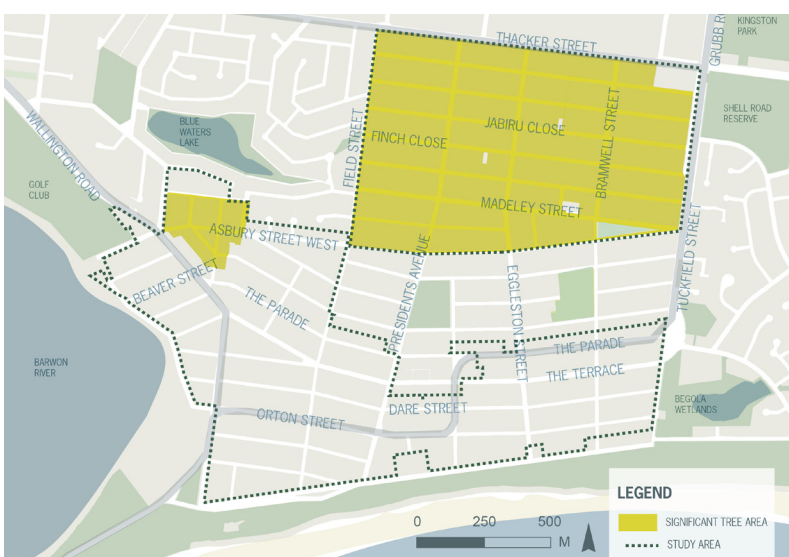 KINGSTON
PARK
GRUBB RD
THACKER STREET
SHELL ROAD
RESERVE
BLUE
WATERS
LAKE
WALLINGTON ROAD
FIELD STREET
FINCH CLOSE
JABIRU CLOSE
BRAMWELL STREET
GOLF
CLUB
MADELEY STREET
ASBURY STREET WEST
TUCKFIELD STREET
PRESIDENTS AVENUE
EGGLESTON STREET
BEAVER STREET
THE PARADE
BARWON
RIVER
THE PARADE
THE TERRACE
BEGOLA
WETLANDS
ORTON STREET
DARE STREET
LEGEND
SIGNIFICANT TREE AREA
STUDY AREA
0 250 500
M